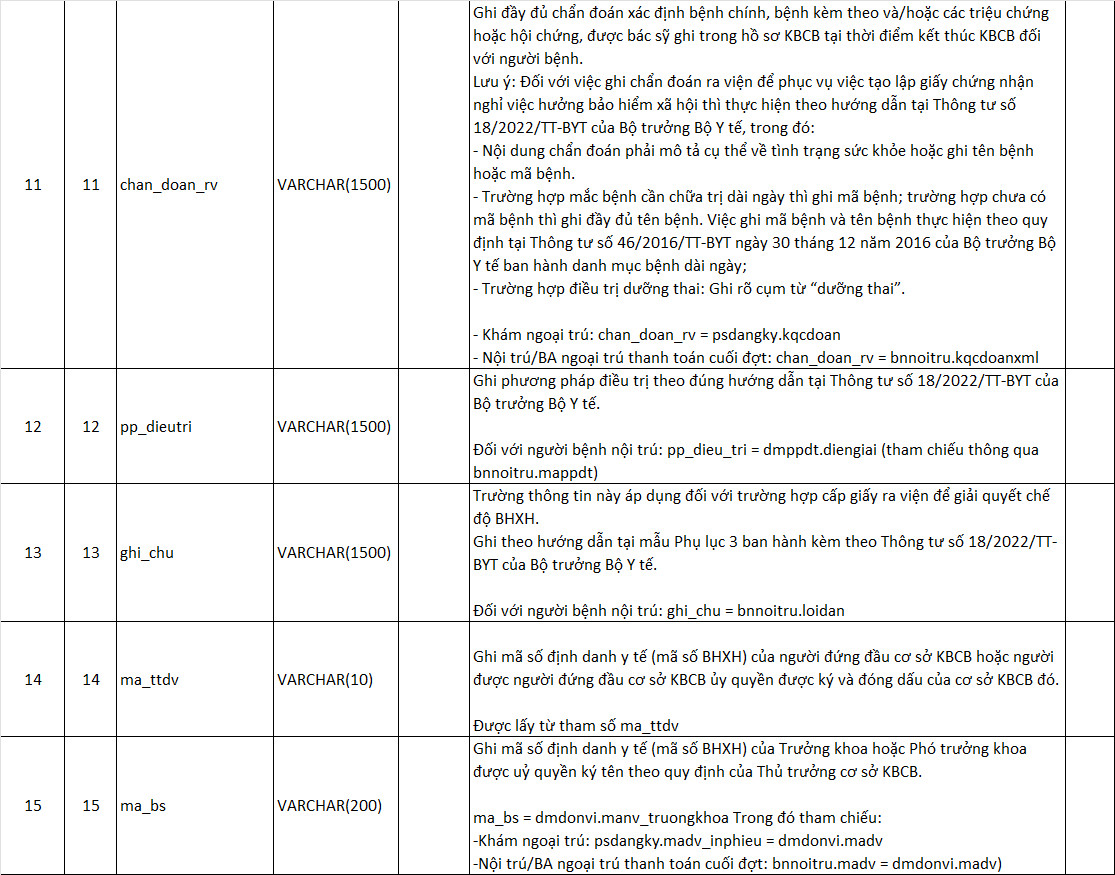 Ghi đầy đủ chẩn đoán xác định bệnh chính, bệnh kèm theo và/hoặc các triệu chứng
hoặc hội chứng, được bác sỹ ghi trong hồ sơ KBCB tại thời điểm kết thúc KBCB đối
với người bệnh.
Lưu ý: Đối với việc ghi chẩn đoán ra viện để phục vụ việc tạo lập giấy chứng nhận
nghỉ việc hưởng bảo hiểm xã hội thì thực hiện theo hướng dẫn tại Thông tư số
18/2022/TT-BYT của Bộ trưởng Bộ Y tế, trong đó:
- Nội dung chẩn đoán phải mô tả cụ thể về tình trạng sức khỏe hoặc ghi tên bệnh
hoặc mã bệnh.
11 11 chan_doan_rv VARCHAR(1500)
- Trường hợp mắc bệnh cần chữa trị dài ngày thì ghi mã bệnh; trường hợp chưa có
mã bệnh thì ghi đầy đủ tên bệnh. Việc ghi mã bệnh và tên bệnh thực hiện theo quy
định tại Thông tư số 46/2016/TT-BYT ngày 30 tháng 12 năm 2016 của Bộ trưởng Bộ
Y tế ban hành danh mục bệnh dài ngày;
- Trường hợp điều trị dưỡng thai: Ghi rõ cụm từ “dưỡng thai”.
- Khám ngoại trú: chan_doan_rv = psdangky.kqcdoan
- Nội trú/BA ngoại trú thanh toán cuối đợt: chan_doan_rv = bnnoitru.kqcdoanxml
Ghi phương pháp điều trị theo đúng hướng dẫn tại Thông tư số 18/2022/TT-BYT của
Bộ trưởng Bộ Y tế.
12 12 pp_dieutri VARCHAR(1500)
Đối với người bệnh nội trú: pp_dieu_tri = dmppdt.diengiai (tham chiếu thông qua
bnnoitru.mappdt)
Trường thông tin này áp dụng đối với trường hợp cấp giấy ra viện để giải quyết chế
độ BHXH.
Ghi theo hướng dẫn tại mẫu Phụ lục 3 ban hành kèm theo Thông tư số 18/2022/TT-
13 13 ghi_chu VARCHAR(1500)
BYT của Bộ trưởng Bộ Y tế.
Đối với người bệnh nội trú: ghi_chu = bnnoitru.loidan
Ghi mã số định danh y tế (mã số BHXH) của người đứng đầu cơ sở KBCB hoặc người
14 14 ma_ttdv VARCHAR(10)
được người đứng đầu cơ sở KBCB ủy quyền được ký và đóng dấu của cơ sở KBCB đó.
Được lấy từ tham số ma_ttdv
Ghi mã số định danh y tế (mã số BHXH) của Trưởng khoa hoặc Phó trưởng khoa
được uỷ quyền ký tên theo quy định của Thủ trưởng cơ sở KBCB.
15 15 ma_bs VARCHAR(200)
ma_bs = dmdonvi.manv_truongkhoa Trong đó tham chiếu:
-Khám ngoại trú: psdangky.madv_inphieu = dmdonvi.madv
-Nội trú/BA ngoại trú thanh toán cuối đợt: bnnoitru.madv = dmdonvi.madv)